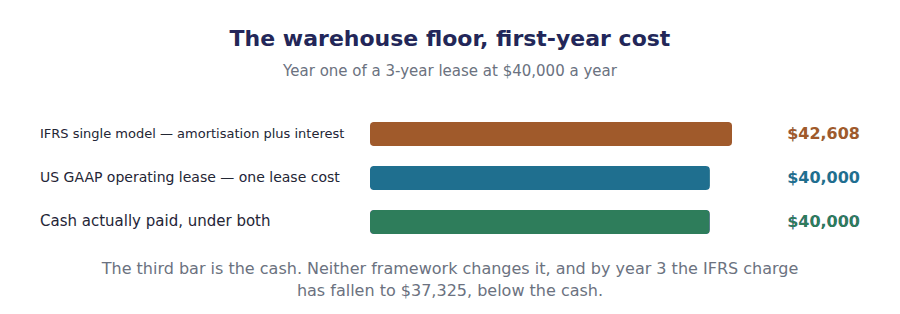 The warehouse floor, first-year cost
Year one of a 3-year lease at $40,000 a year
IFRS single model — amortisation plus interest $42,608
US GAAP operating lease — one lease cost $40,000
Cash actually paid, under both $40,000
The third bar is the cash. Neither framework changes it, and by year 3 the IFRS charge
has fallen to $37,325, below the cash.